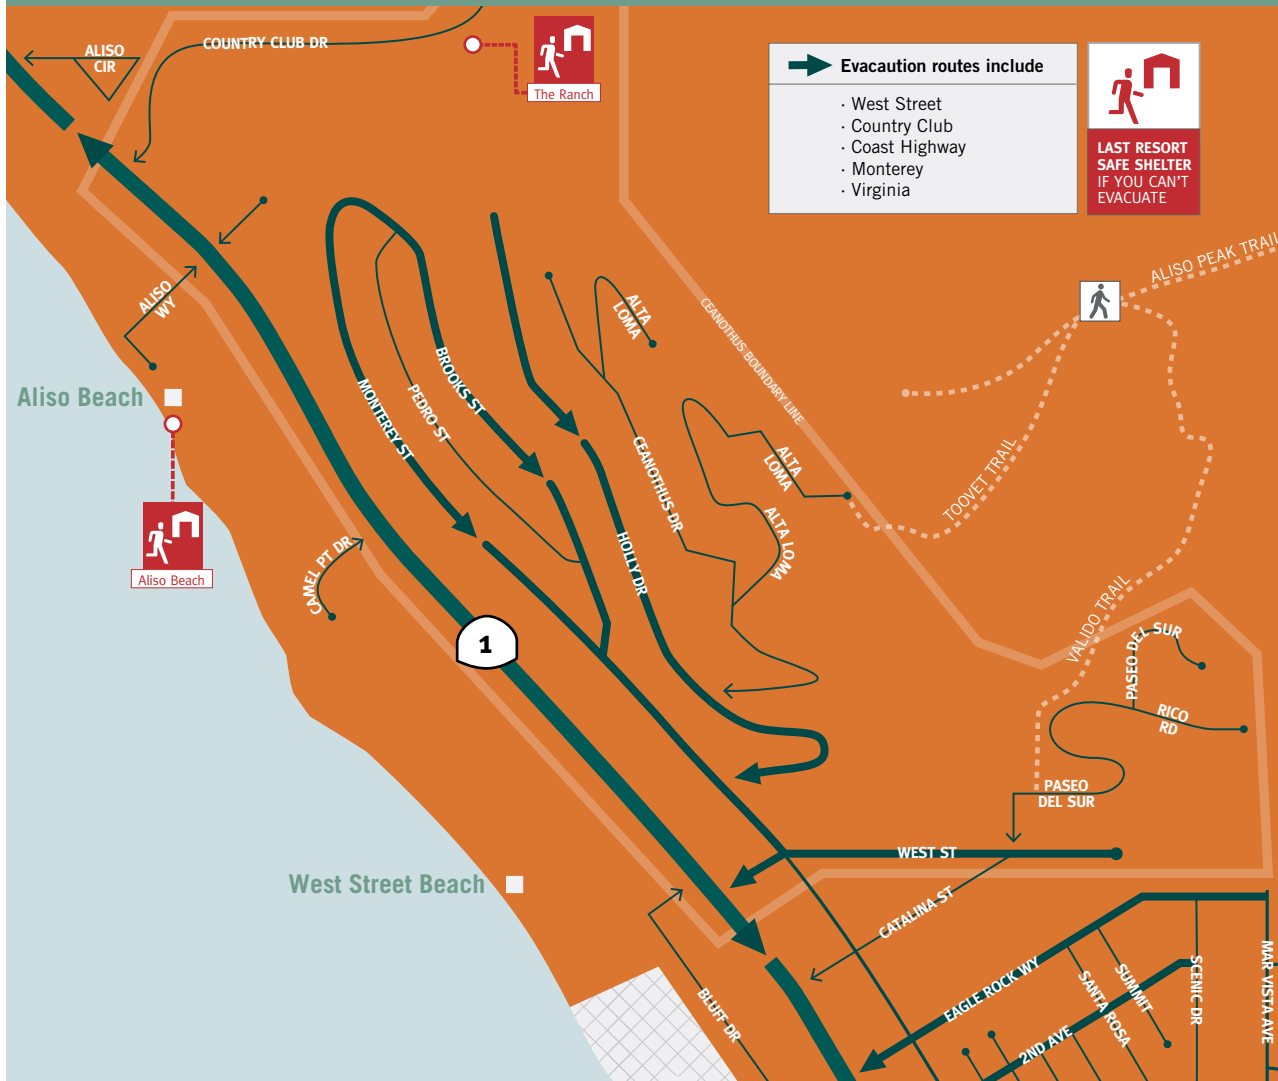 ALISO
CIR
COUNTRY CLUB DR
The Ranch
Evacaution routes include
· West Street
· Country Club
· Coast Highway
· Monterey
· Virginia
LAST RESORT
SAFE SHELTER
IF YOU CAN'T
EVACUATE
ALISO PEAK TRAIL
ALISO
WY
ALTA
LOMA
CEANOTHUS BOUNDARY LINE
Aliso Beach
MONTEREY ST
PEDRO ST
BROOKS ST
CEANOTHUS DR
ALTA
LOMA
TOOVET TRAIL
ALTA LOMA
HOLLY DR
Aliso Beach
CAMEL PT DR
1
VALIDO TRAIL
PASEO DEL SUR
RICO
RD
PASEO
DEL SUR
WEST ST
West Street Beach
CATALINA ST
EAGLE ROCK WY
BLUFF DR
2ND AVE
SANTA ROSA
SUMMIT
SCENIC DR
MAR VISTA AVE